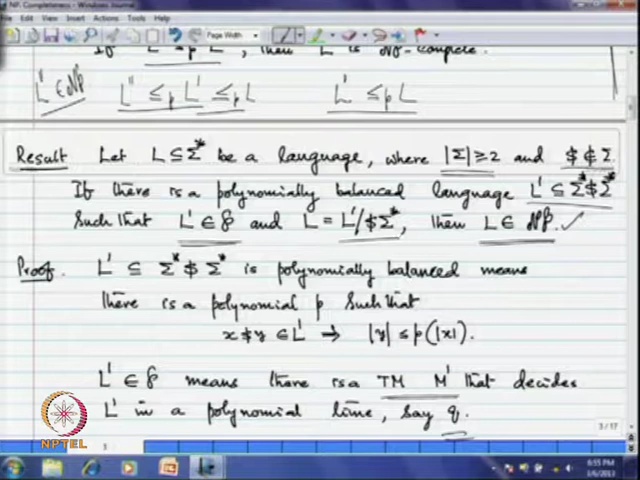 NP-Completeness - Windows Journal
File Edit View Insert Actions Tools Help
Page Width
If L' ≤p L, then L is NP-complete.
L'' ∈ NP L'' ≤p L' ≤p L L' ≤p L
Result Let L ⊆ Σ* be a language, where |Σ| ≥ 2 and $ ∉ Σ.
If there is a polynomially balanced language L' ⊆ Σ*$Σ*
Such that L' ∈ P and L = L'/$Σ*, then L ∈ NP. ✓
Proof. L' ⊆ Σ*$Σ* is polynomially balanced means
there is a polynomial p such that
x$y ∈ L' → |y| ≤ p(|x|).
L' ∈ P means there is a TM M' that decides
L' in a polynomial time, say q.
NPTEL
3/17
6:55 PM